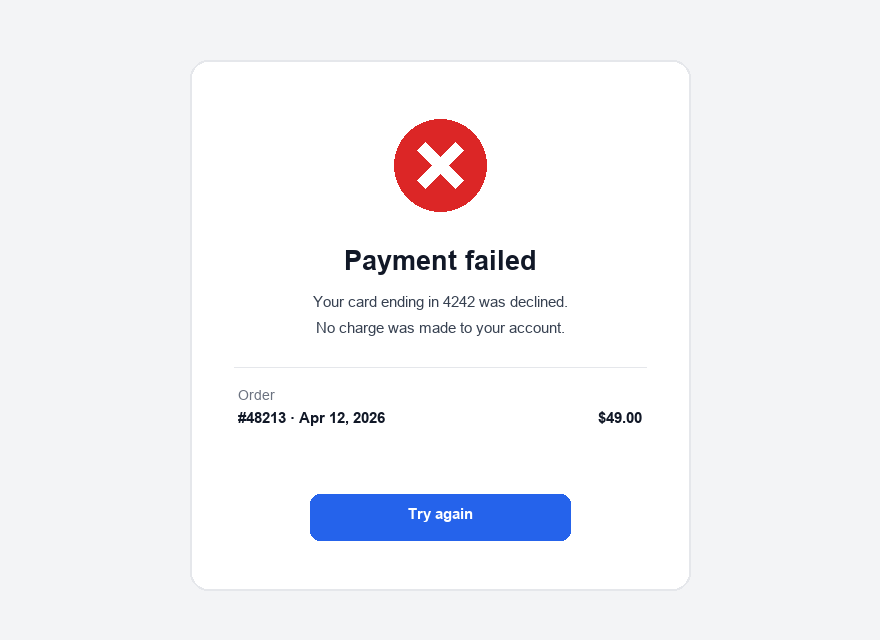 Payment failed
Your card ending in 4242 was declined.
No charge was made to your account.
Order
#48213 · Apr 12, 2026 $49.00
Try again